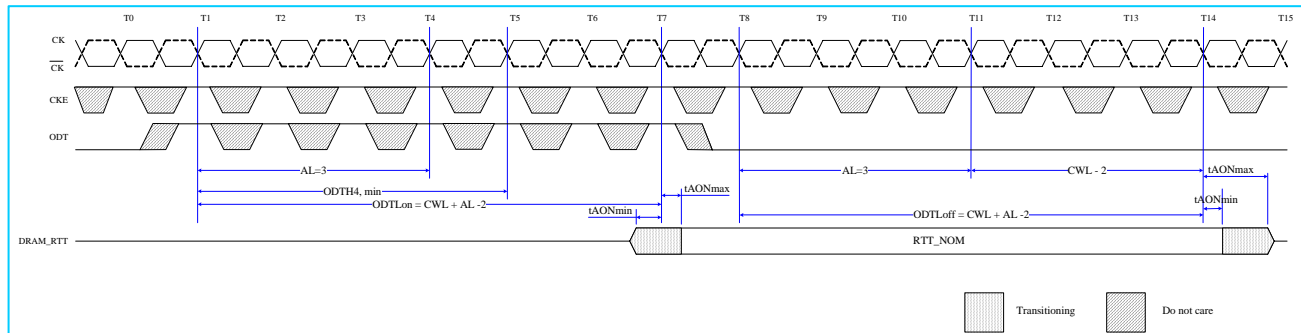 T0 T1 T2 T3 T4 T5 T6 T7 T8 T9 T10 T11 T12 T13 T14 T15
CK
CK
CKE
ODT
AL=3
AL=3
CWL - 2
tAONmax
ODTH4, min
tAONmax
ODTLon = CWL + AL -2
tAONmin
tAONmin
ODTLoff = CWL + AL -2
DRAM_RTT
RTT_NOM
Transitioning
Do not care